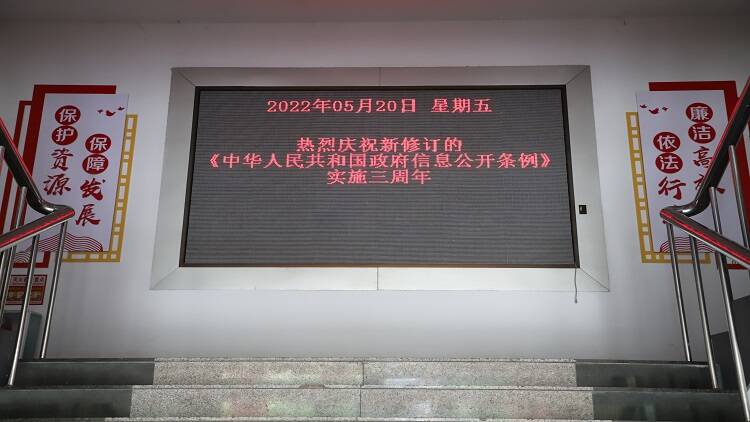 2022年05月20日 星期五
热烈庆祝新修订的
《中华人民共和国政府信息公开条例》
实施三周年
保护资源
保障发展
廉洁高效
依法行